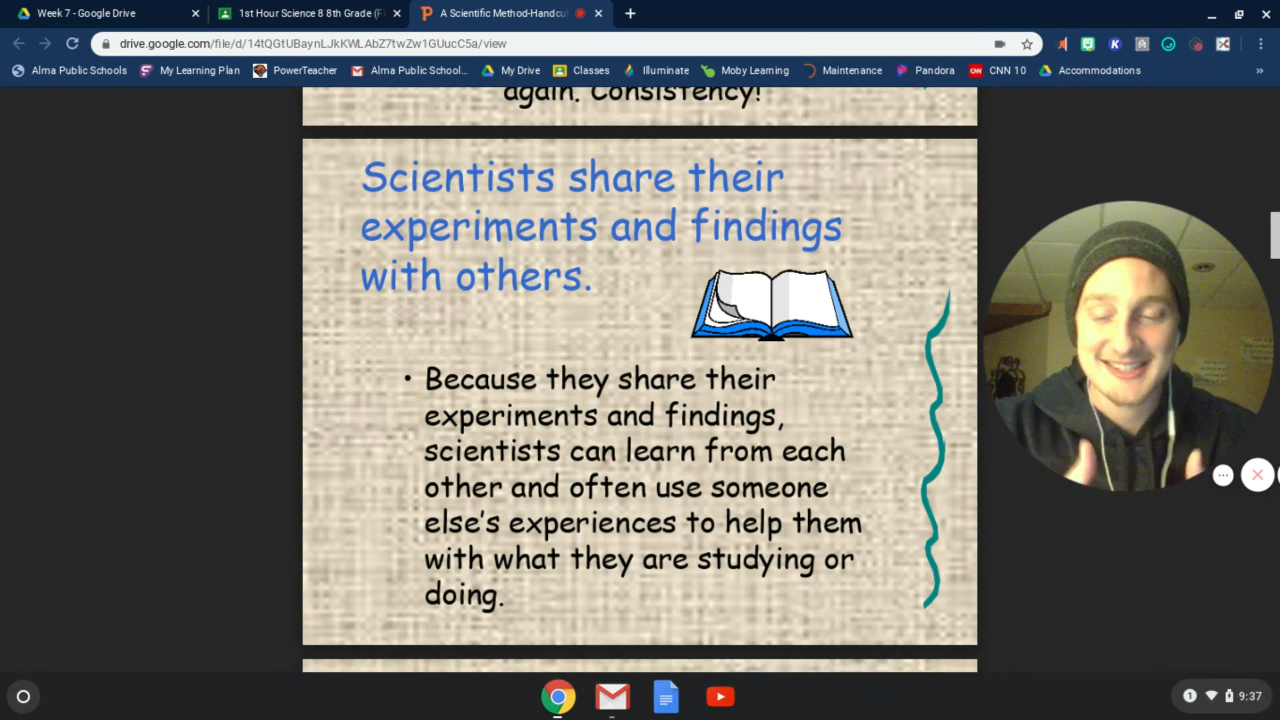 Week 7 - Google Drive
1st Hour Science 8 8th Grade (F
A Scientific Method-Handcu
drive.google.com/file/d/14tQGtUBaynLJkKWLAbZ7twZw1GUucC5a/view
Alma Public Schools
My Learning Plan
PowerTeacher
Alma Public School...
My Drive
Classes
Illuminate
Moby Learning
Maintenance
Pandora
CNN 10
Accommodations
again. Consistency!
Scientists share their
experiments and findings
with others.
• Because they share their
experiments and findings,
scientists can learn from each
other and often use someone
else's experiences to help them
with what they are studying or
doing.
1
9:37